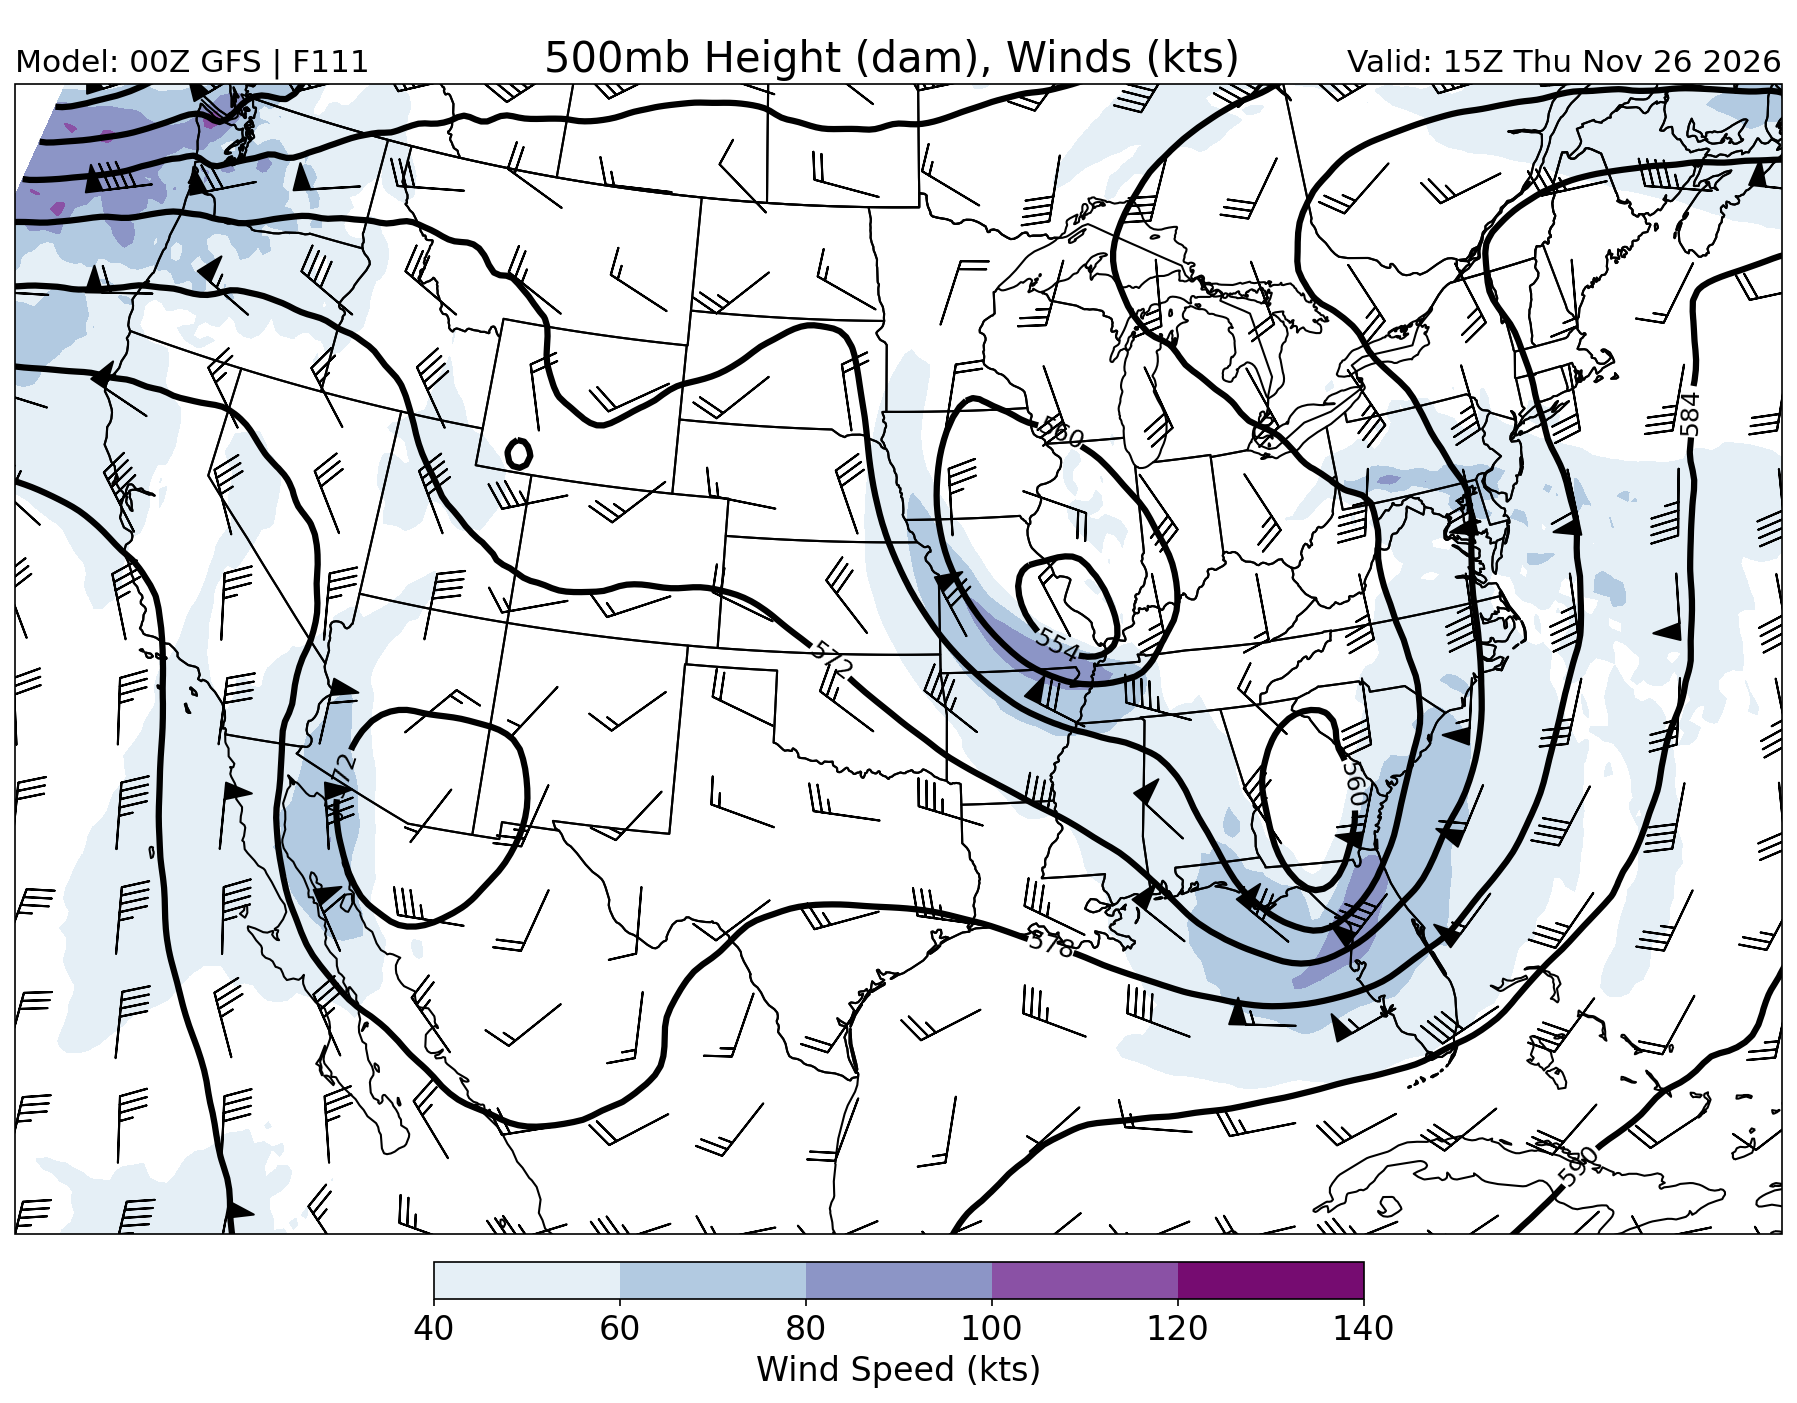 Model: 00Z GFS | F111
500mb Height (dam), Winds (kts)
Valid: 15Z Thu Nov 26 2026
560
584
554
572
572
560
578
590
40 60 80 100 120 140
Wind Speed (kts)